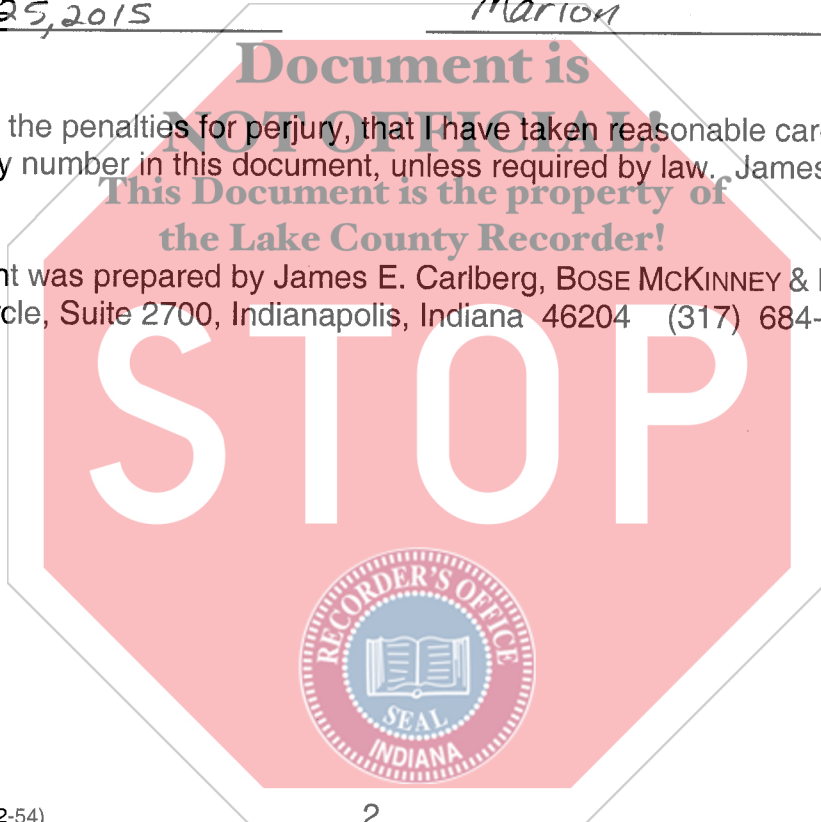 25, 2015 Marion
Document is
the penalties for perjury, that I have taken reasonable car
NOT OFFICIAL!
y number in this document, unless required by law. James
This Document is the property of
the Lake County Recorder!
nt was prepared by James E. Carlberg, BOSE MCKINNEY &
cle, Suite 2700, Indianapolis, Indiana 46204 (317) 684-
STOP
RECORDER'S OFFICE
SEAL
INDIANA
2-54) 2